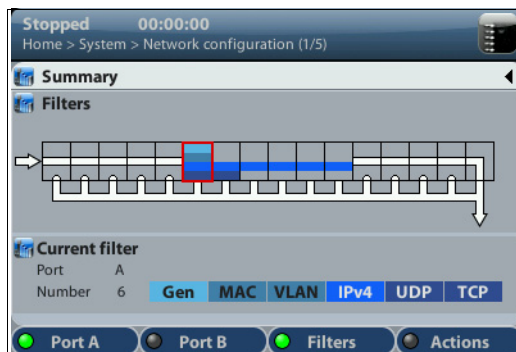 Stopped 00:00:00
Home > System > Network configuration (1/5)
Summary
Filters
Current filter
Port A
Number 6 Gen MAC VLAN IPv4 UDP TCP
Port A Port B Filters Actions